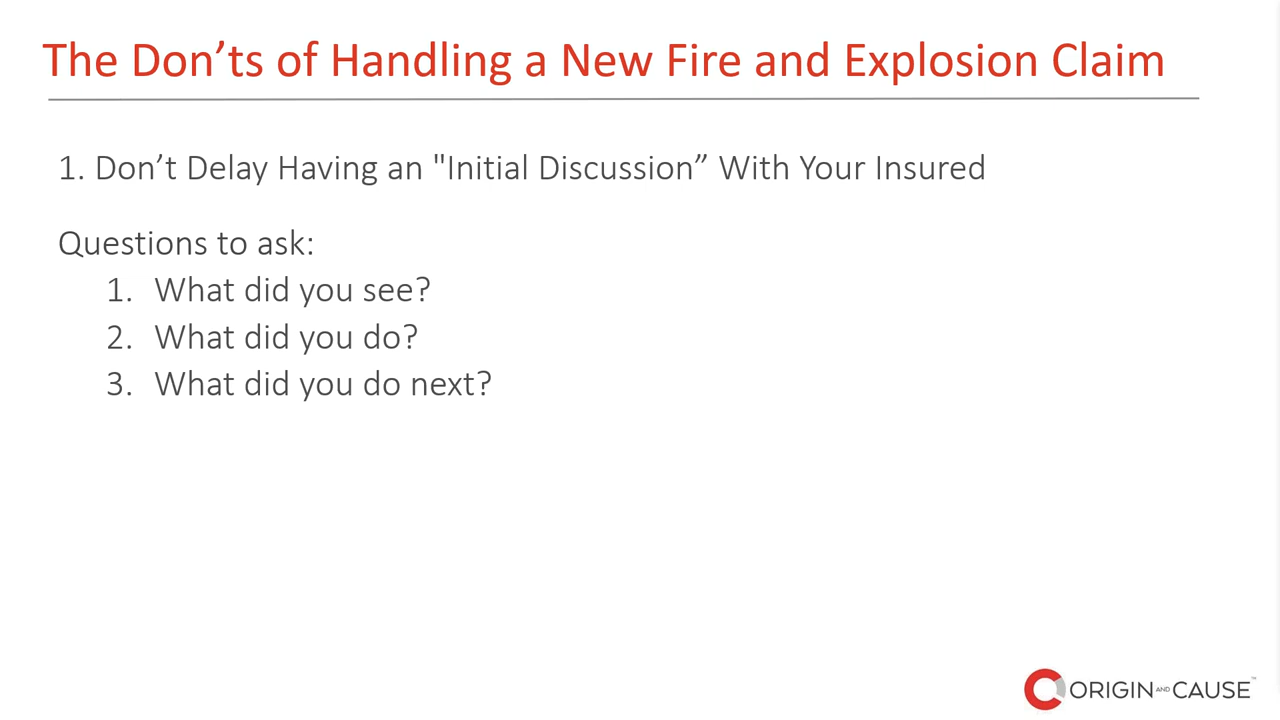 The Don’ts of Handling a New Fire and Explosion Claim
1. Don’t Delay Having an "Initial Discussion” With Your Insured
Questions to ask:
1. What did you see?
2. What did you do?
3. What did you do next?
ORIGIN AND CAUSE™